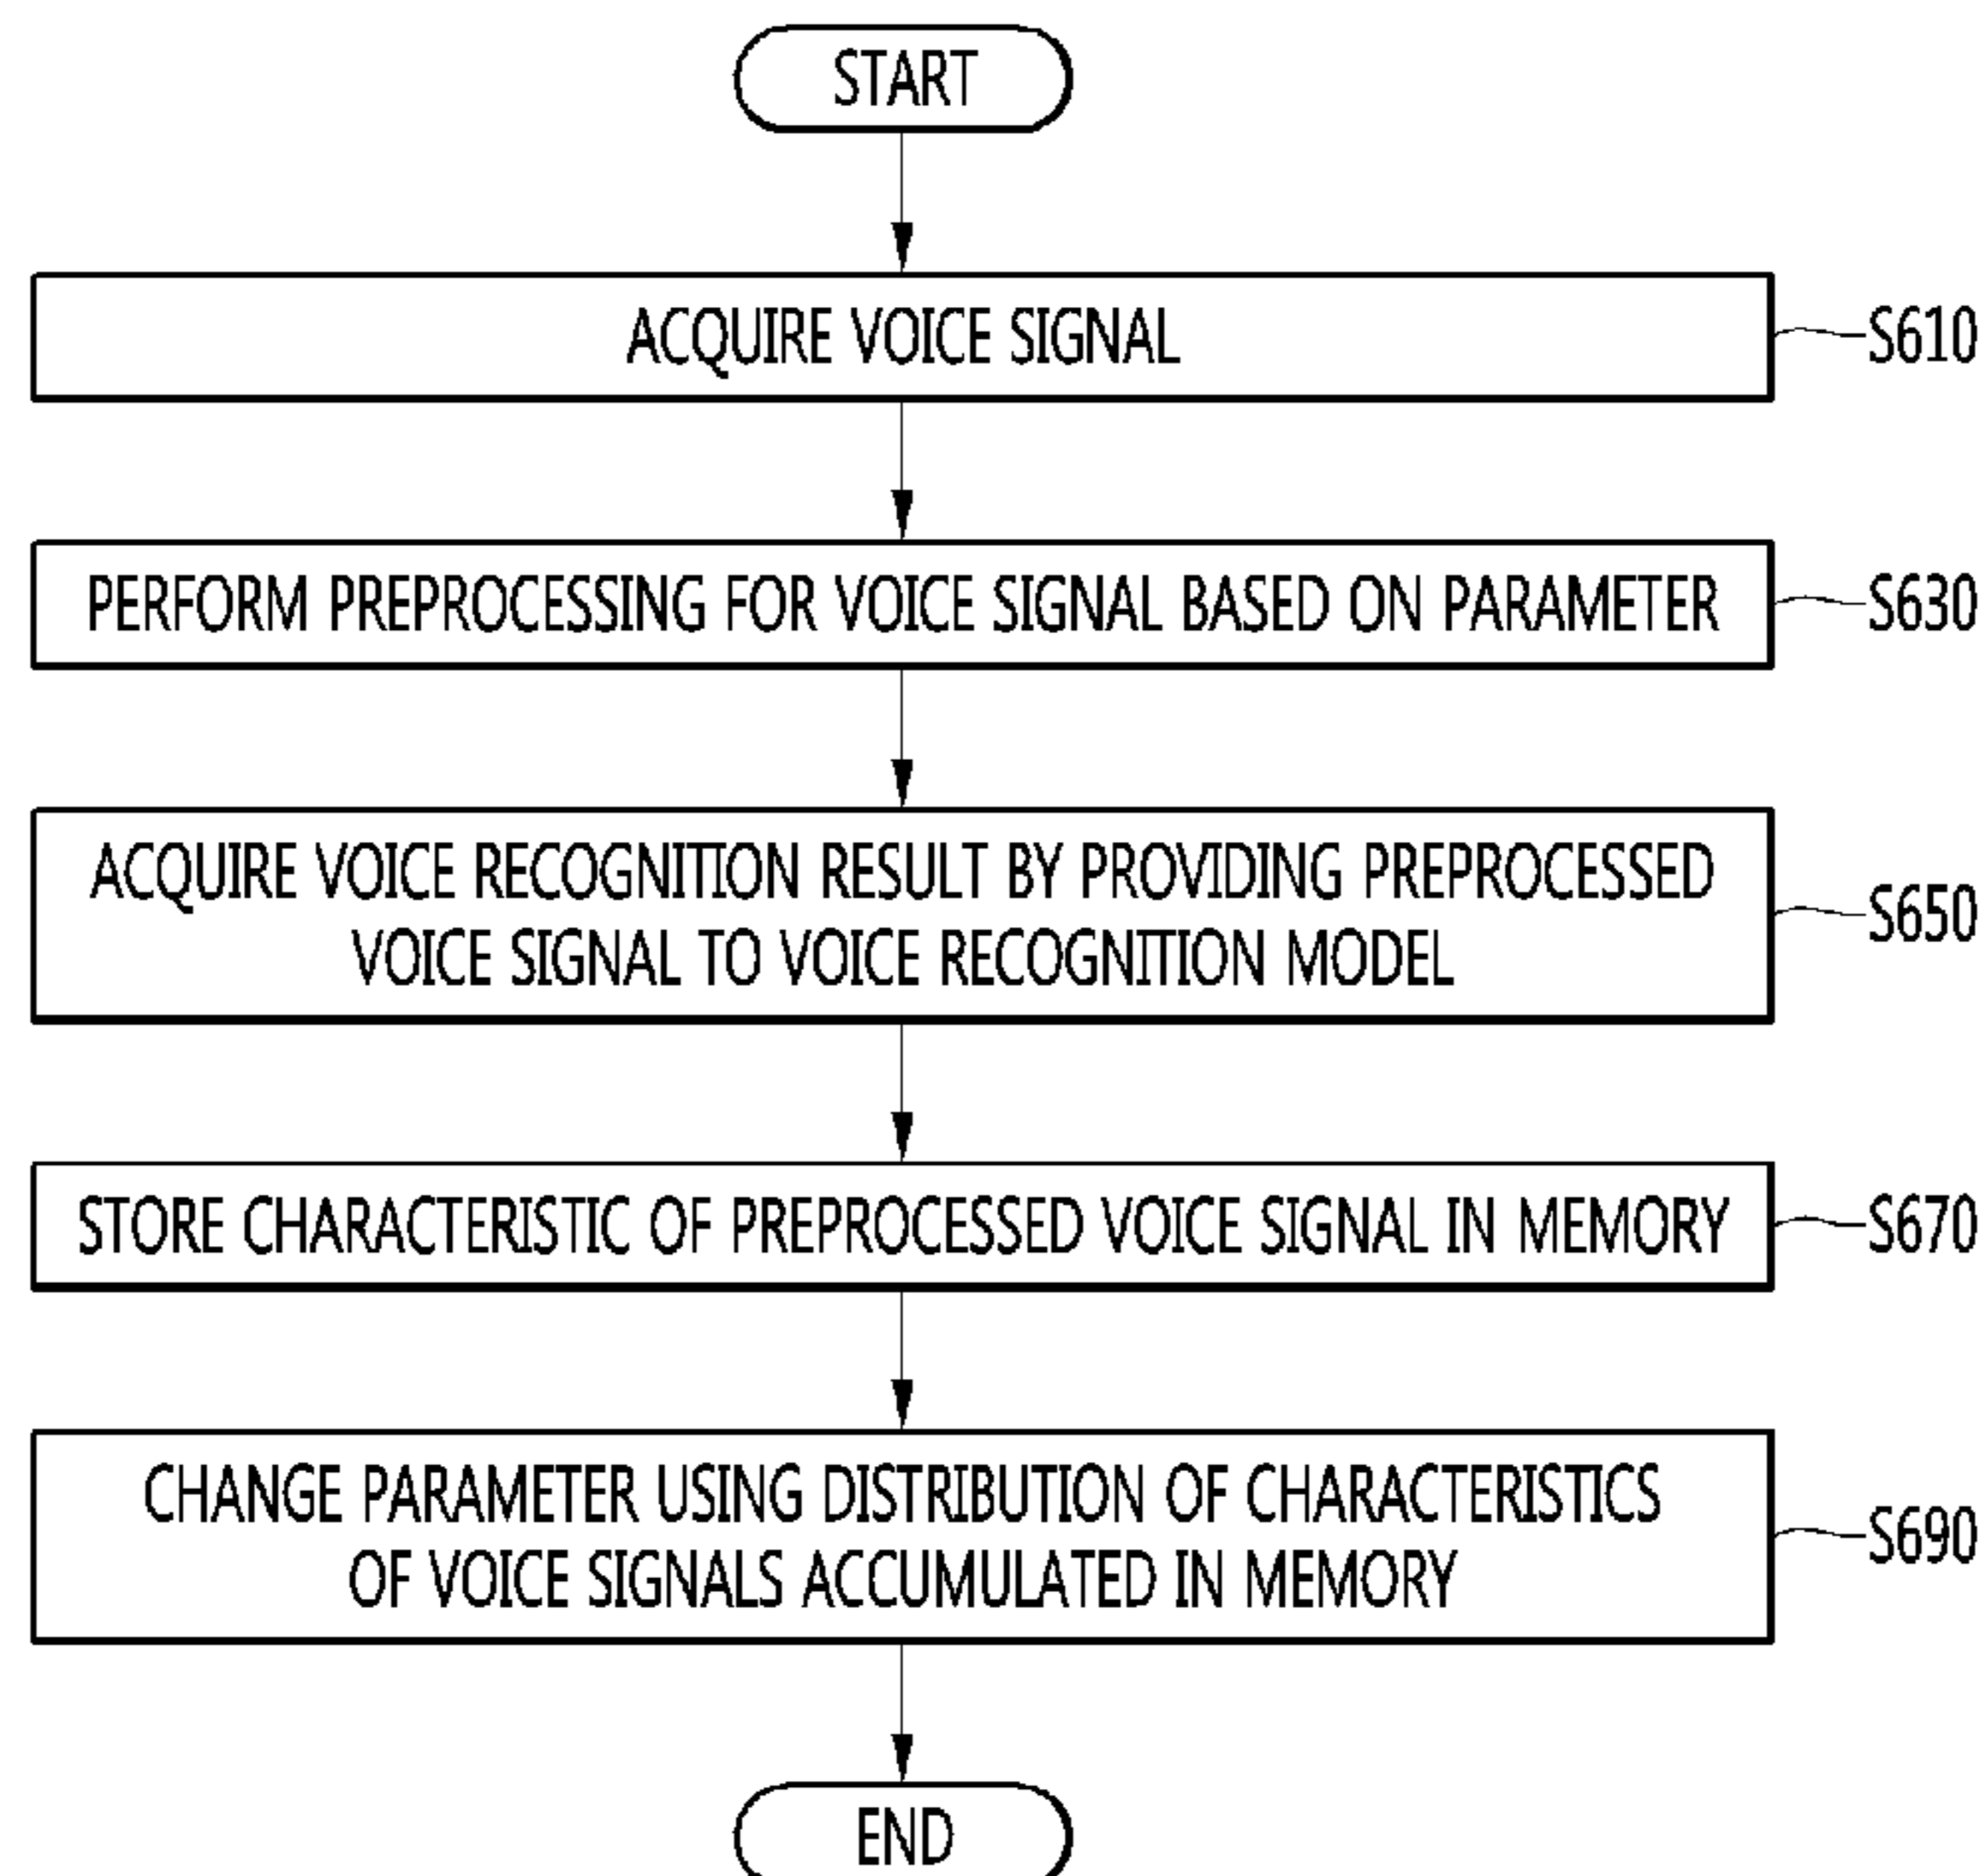 START
ACQUIRE VOICE SIGNAL
S610
PERFORM PREPROCESSING FOR VOICE SIGNAL BASED ON PARAMETER
S630
ACQUIRE VOICE RECOGNITION RESULT BY PROVIDING PREPROCESSED
VOICE SIGNAL TO VOICE RECOGNITION MODEL
S650
STORE CHARACTERISTIC OF PREPROCESSED VOICE SIGNAL IN MEMORY
S670
CHANGE PARAMETER USING DISTRIBUTION OF CHARACTERISTICS
OF VOICE SIGNALS ACCUMULATED IN MEMORY
S690
END